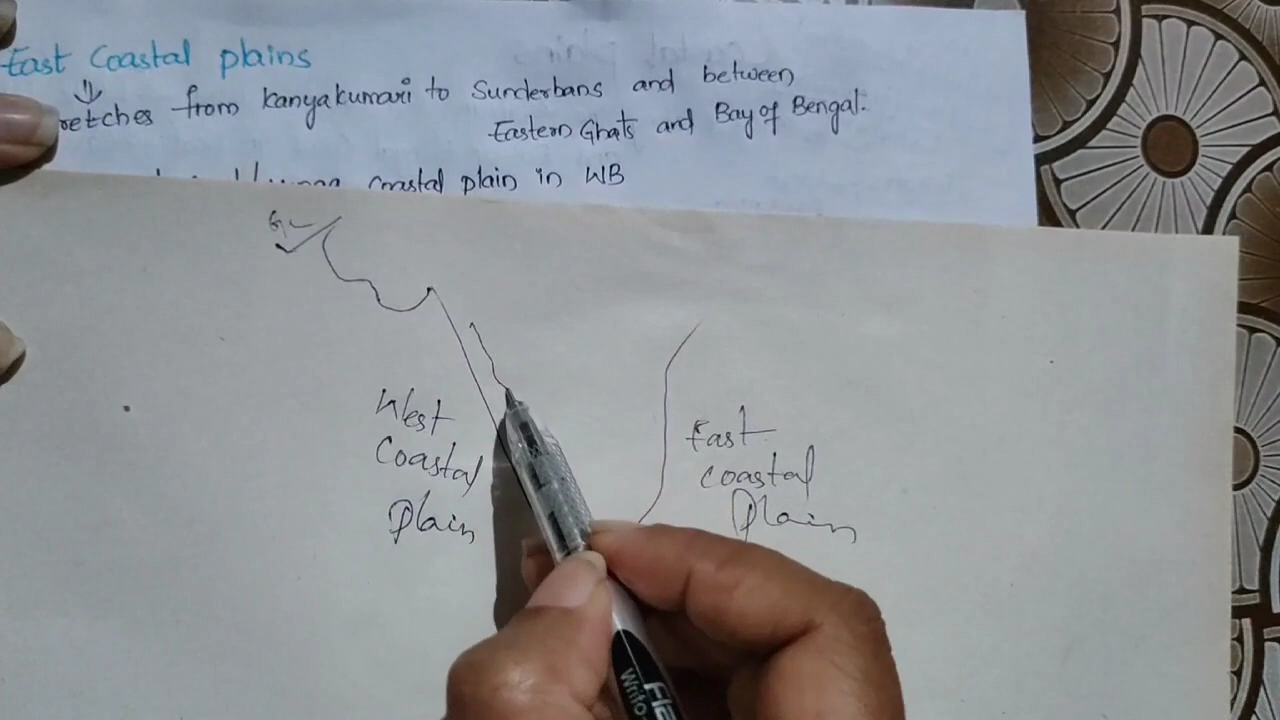 East Coastal plains
retches from Kanyakumari to Sunderbans and between
Eastern Ghats and Bay of Bengal.
coastal plain in WB
West
Coastal
Plain
East
coastal
Plain